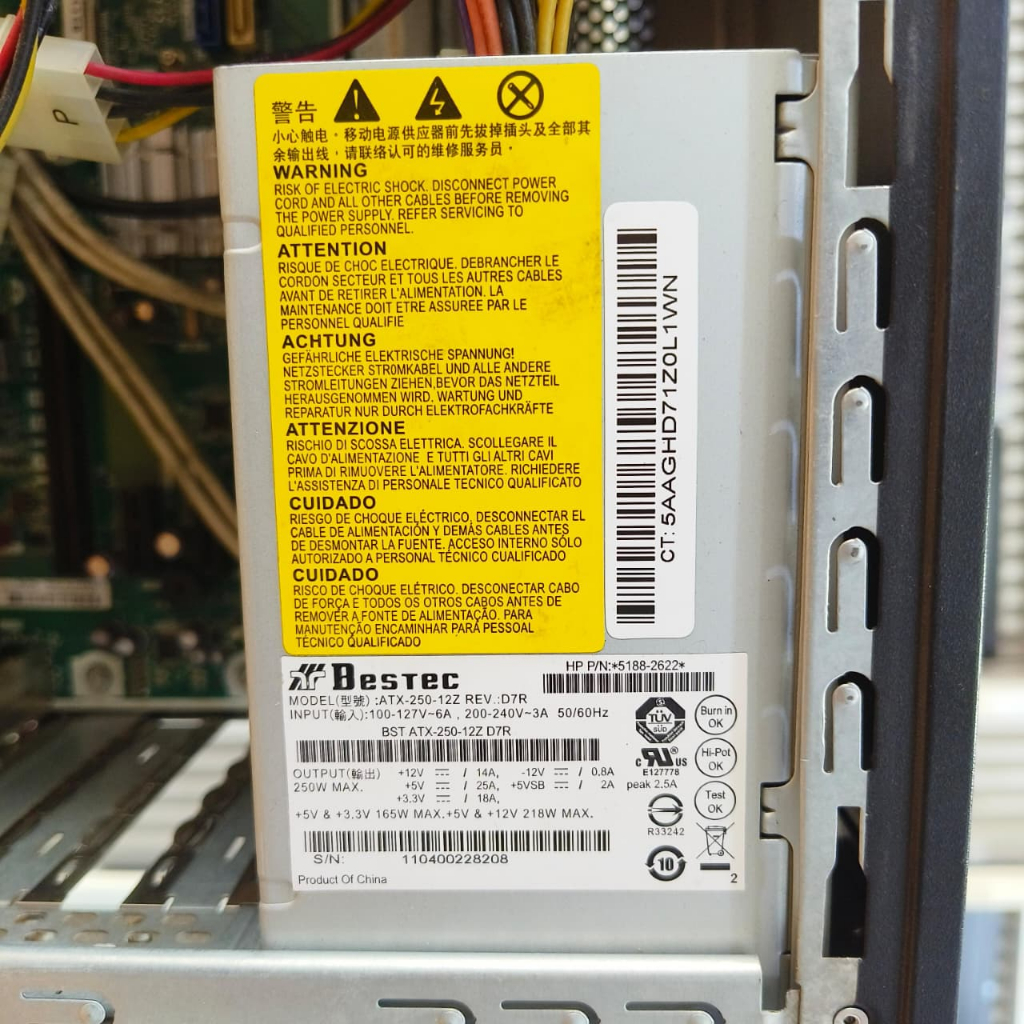 P
警告
小心触电。移动电源供应器前先拔掉插头及全部其
余输出线，请联络认可的维修服务员。
WARNING
RISK OF ELECTRIC SHOCK. DISCONNECT POWER
CORD AND ALL OTHER CABLES BEFORE REMOVING
THE POWER SUPPLY. REFER SERVICING TO
QUALIFIED PERSONNEL.
ATTENTION
RISQUE DE CHOC ELECTRIQUE. DEBRANCHER LE
CORDON SECTEUR ET TOUS LES AUTRES CABLES
AVANT DE RETIRER L'ALIMENTATION. LA
MAINTENANCE DOIT ETRE ASSUREE PAR LE
PERSONNEL QUALIFIE
ACHTUNG
GEFÄHRLICHE ELEKTRISCHE SPANNUNG!
NETZSTECKER STR0MKABEL UND ALLE ANDERE
STROMLEITUNGEN ZIEHEN,BEVOR DAS NETZTEIL
HERAUSGENOMMEN WIRD. WARTUNG UND
REPARATUR NUR DURCH ELEKTROFACHKRÄFTE
ATTENZIONE
RISCHIO DI SCOSSA ELETTRICA. SCOLLEGARE IL
CAVO D'ALIMENTAZIONE E TUTTI GLI ALTRI CAVI
PRIMA DI RIMUOVERE L'ALIMENTATORE. RICHIEDERE
L'ASSISTENZA DI PERSONALE TECNICO QUALIFICATO
CUIDADO
RIESGO DE CHOQUE ELÉCTRICO, DESCONNECTAR EL
CABLE DE ALIMENTACIÓN Y DEMÁS CABLES ANTES
DE DESMONTAR LA FUENTE. ACCESO INTERNO SÓLO
AUTORIZADO A PERSONAL TÉCNICO CUALIFICADO
CUIDADO
RISCO DE CHOQUE ELÉTRICO. DESCONECTAR CABO
DE FORÇA E TODOS OS OTROS CABOS ANTES DE
REMOVER A FONTE DE ALIMENTAÇÃO. PARA
MANUTENÇÃO ENCAMINHAR PARA PESSOAL
TÉCNICO QUALIFICADO
CT: 5AAGHD71Z0L1WN
BESTEC
HP P/N:*5188-2622*
MODEL(型號) :ATX-250-12Z REV.:D7R
INPUT(輸入):100-127V~6A , 200-240V~3A 50/60Hz
BST ATX-250-12Z D7R
OUTPUT(輸出) +12V / 14A, -12V / 0.8A
250W MAX. +5V / 25A, +5VSB / 2A peak 2.5A
+3.3V / 18A,
+5V & +3.3V 165W MAX.+5V & +12V 218W MAX.
S/N: 110400228208
Product Of China
TÜV
SÜD
Burn in
OK
c RU ® US
E127778
Hi-Pot
OK
Test
OK
R33242
10
2